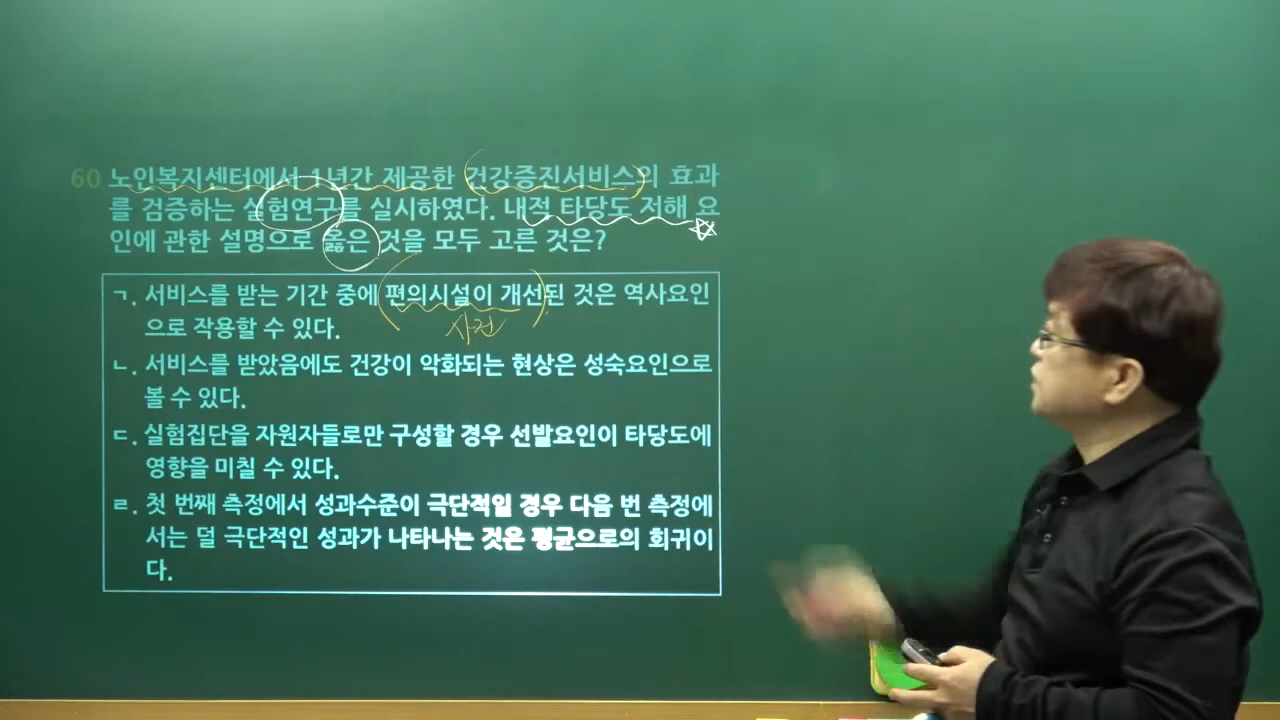 60 노인복지센터에서 1년간 제공한 건강증진서비스의 효과
를 검증하는 실험연구를 실시하였다. 내적 타당도 저해 요
인에 관한 설명으로 옳은 것을 모두 고른 것은?
ㄱ. 서비스를 받는 기간 중에 편의시설이 개선된 것은 역사요인
사건
으로 작용할 수 있다.
ㄴ. 서비스를 받았음에도 건강이 악화되는 현상은 성숙요인으로
볼 수 있다.
ㄷ. 실험집단을 자원자들로만 구성할 경우 선발요인이 타당도에
영향을 미칠 수 있다.
ㄹ. 첫 번째 측정에서 성과수준이 극단적일 경우 다음 번 측정에
서는 덜 극단적인 성과가 나타나는 것은 평균으로의 회귀이
다.